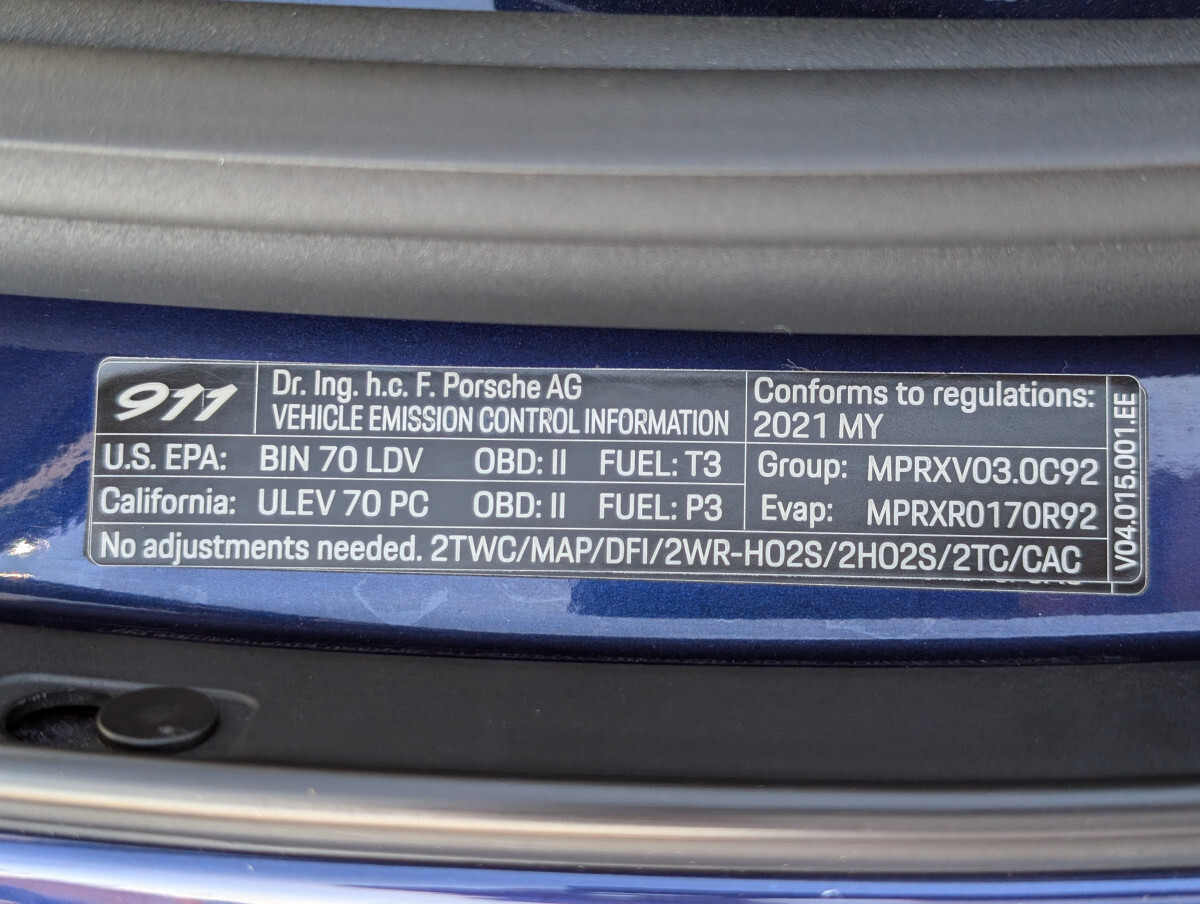 911
Dr. Ing. h.c. F. Porsche AG
VEHICLE EMISSION CONTROL INFORMATION
Conforms to regulations:
2021 MY
U.S. EPA: BIN 70 LDV OBD: II FUEL: T3
Group: MPRXV03.0C92
California: ULEV 70 PC OBD: II FUEL: P3
Evap: MPRXR0170R92
No adjustments needed. 2TWC/MAP/DFI/2WR-HO2S/2HO2S/2TC/CAC
V04.015.001.EE